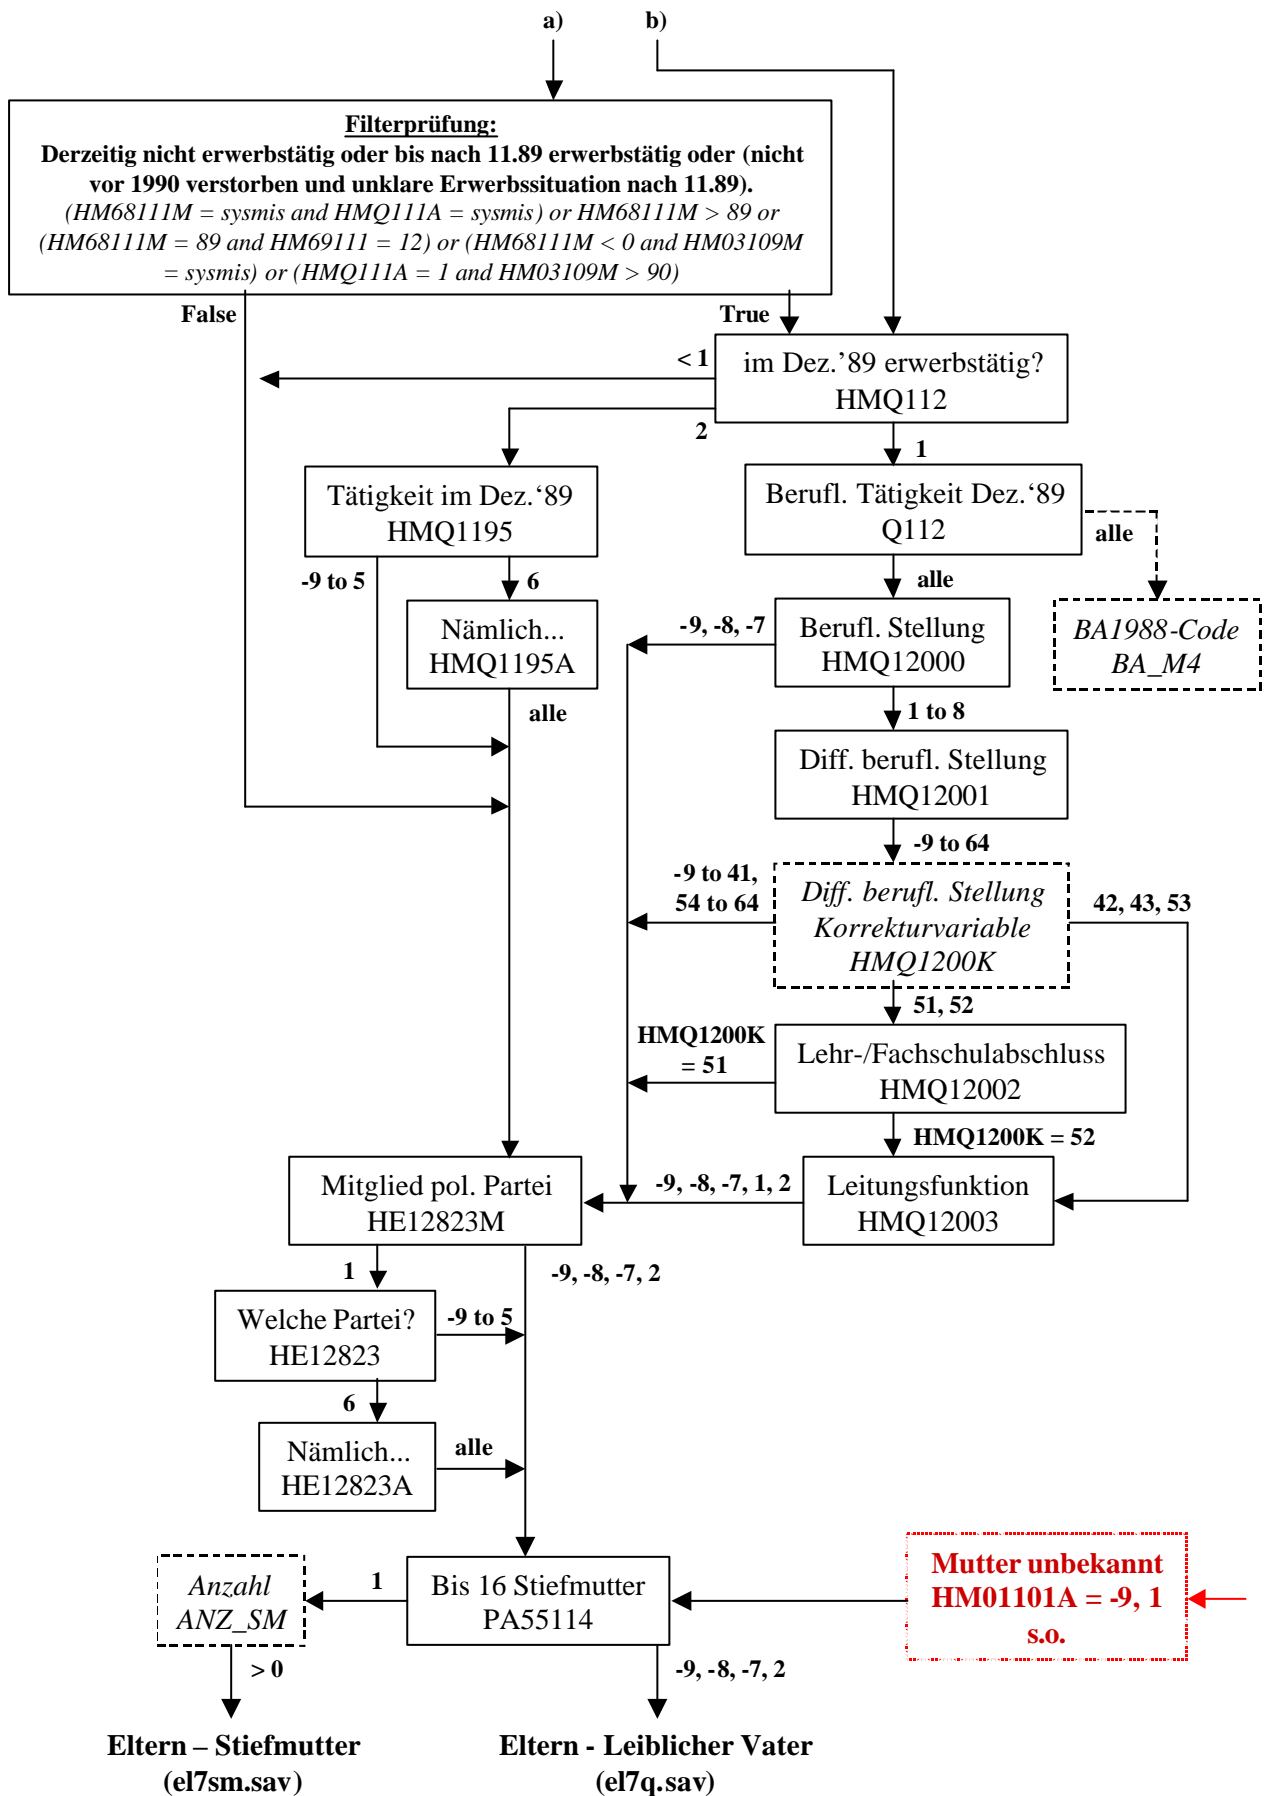 a)
b)
Filterprüfung:
Derzeitig nicht erwerbstätig oder bis nach 11.89 erwerbstätig oder (nicht
vor 1990 verstorben und unklare Erwerbssituation nach 11.89).
(HM68111M = sysmis and HMQ111A = sysmis) or HM68111M > 89 or
(HM68111M = 89 and HM69111 = 12) or (HM68111M < 0 and HM03109M
= sysmis) or (HMQ111A = 1 and HM03109M > 90)
False
True
< 1
im Dez.’89 erwerbstätig?
HMQ112
2
1
Tätigkeit im Dez.‘89
HMQ1195
Berufl. Tätigkeit Dez.‘89
Q112
alle
-9 to 5
6
alle
Nämlich...
HMQ1195A
-9, -8, -7
Berufl. Stellung
HMQ12000
BA1988-Code
BA_M4
alle
1 to 8
Diff. berufl. Stellung
HMQ12001
-9 to 64
-9 to 41,
54 to 64
Diff. berufl. Stellung
Korrekturvariable
HMQ1200K
42, 43, 53
51, 52
HMQ1200K
= 51
Lehr-/Fachschulabschluss
HMQ12002
HMQ1200K = 52
Mitglied pol. Partei
HE12823M
-9, -8, -7, 1, 2
Leitungsfunktion
HMQ12003
1
-9, -8, -7, 2
Welche Partei?
HE12823
-9 to 5
6
Nämlich...
HE12823A
alle
Anzahl
ANZ_SM
1
Bis 16 Stiefmutter
PA55114
Mutter unbekannt
HM01101A = -9, 1
s.o.
> 0
-9, -8, -7, 2
Eltern – Stiefmutter
(el7sm.sav)
Eltern - Leiblicher Vater
(el7q.sav)